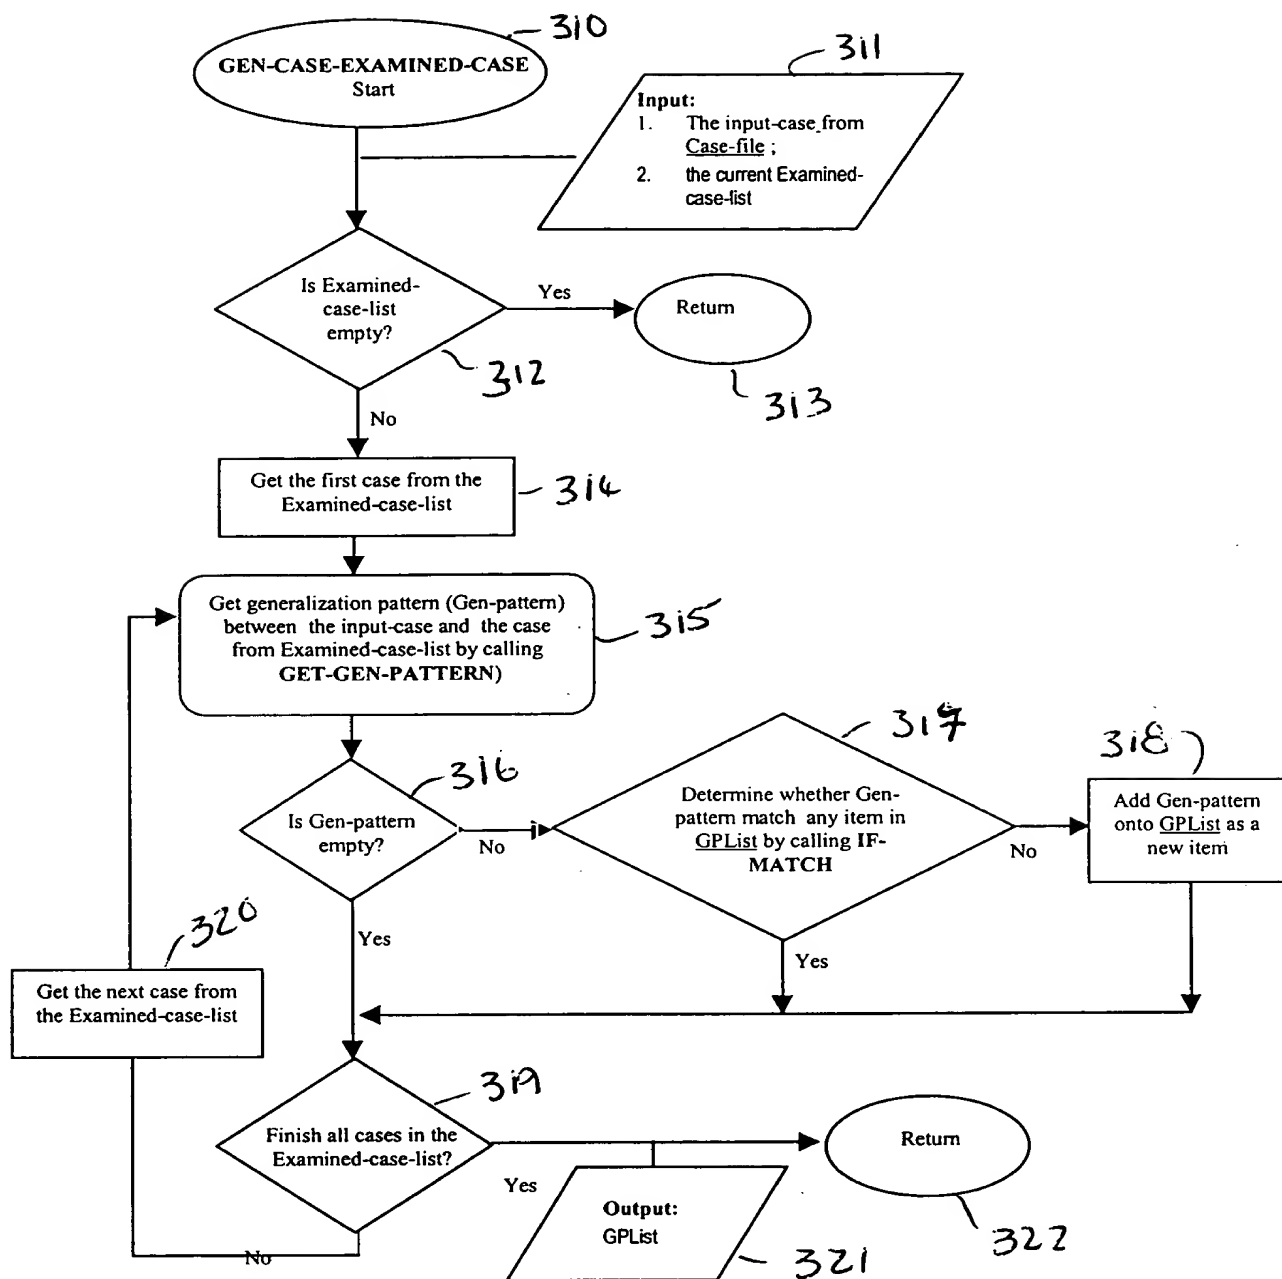 310
GEN-CASE-EXAMINED-CASE
Start
311
Input:
1. The input-case from
Case-file ;
2. the current Examined-
case-list
Is Examined-
case-list
empty?
Yes
Return
312
313
No
Get the first case from the
Examined-case-list
314
Get generalization pattern (Gen-pattern)
between the input-case and the case
from Examined-case-list by calling
GET-GEN-PATTERN)
315
316
Is Gen-pattern
empty?
No
317
Determine whether Gen-
pattern match any item in
GPList by calling IF-
MATCH
No
318
Add Gen-pattern
onto GPList as a
new item
Yes
Yes
320
Get the next case from
the Examined-case-list
319
Finish all cases in the
Examined-case-list?
Yes
Return
322
Output:
GPList
321
No